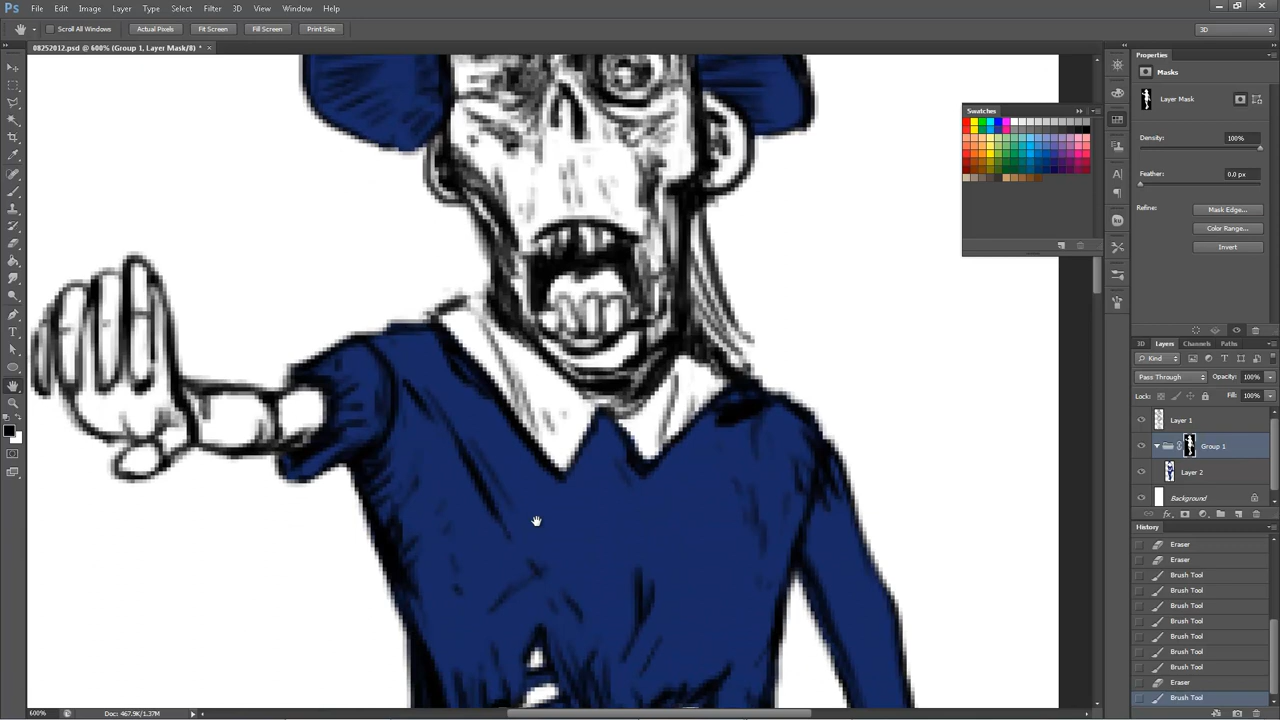 Ps File Edit Image Layer Type Select Filter 3D View Window Help
Scroll All Windows Actual Pixels Fit Screen Fill Screen Print Size 3D
08252012.psd @ 600% (Group 1, Layer Mask/8) *
Properties
Masks
Swatches
Layer Mask
Density: 100%
Feather: 0.0 px
Refine: Mask Edge...
Color Range...
Invert
3D Layers Channels Paths
Kind
Pass Through Opacity: 100%
Lock: Fill: 100%
Layer 1
Group 1
Layer 2
Background
History
Eraser
Eraser
Brush Tool
Brush Tool
Brush Tool
Brush Tool
Brush Tool
Brush Tool
Brush Tool
Eraser
Brush Tool
600% Doc: 467.9K/1.37M